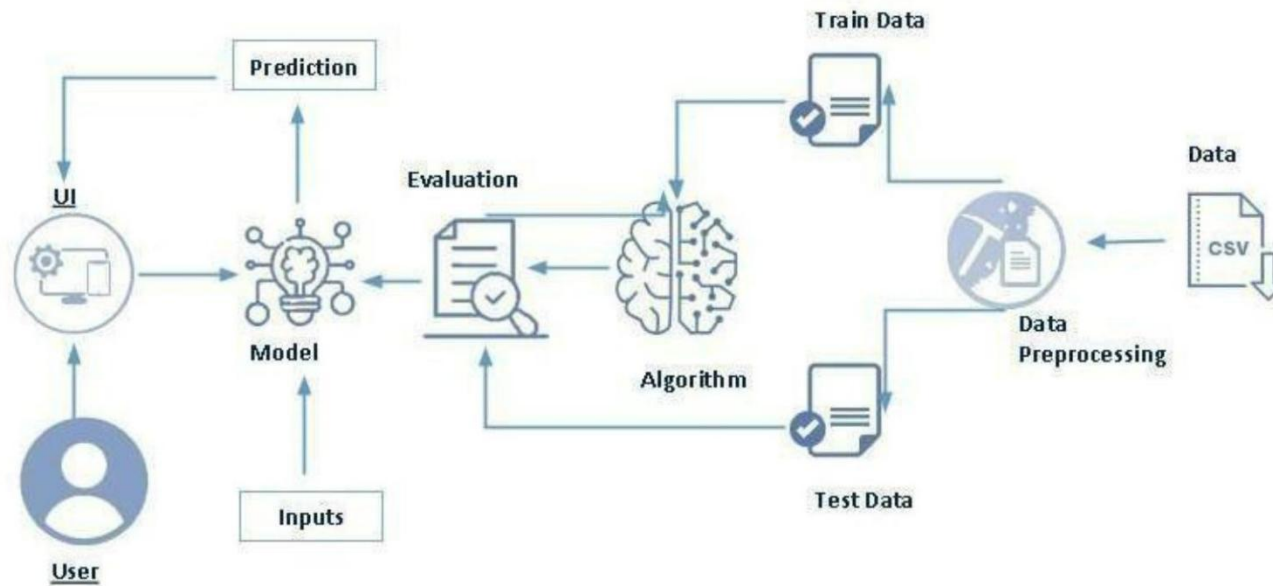 Train Data
Prediction
Data
Evaluation
UI
CSV
Data
Preprocessing
Model
Algorithm
Test Data
Inputs
User